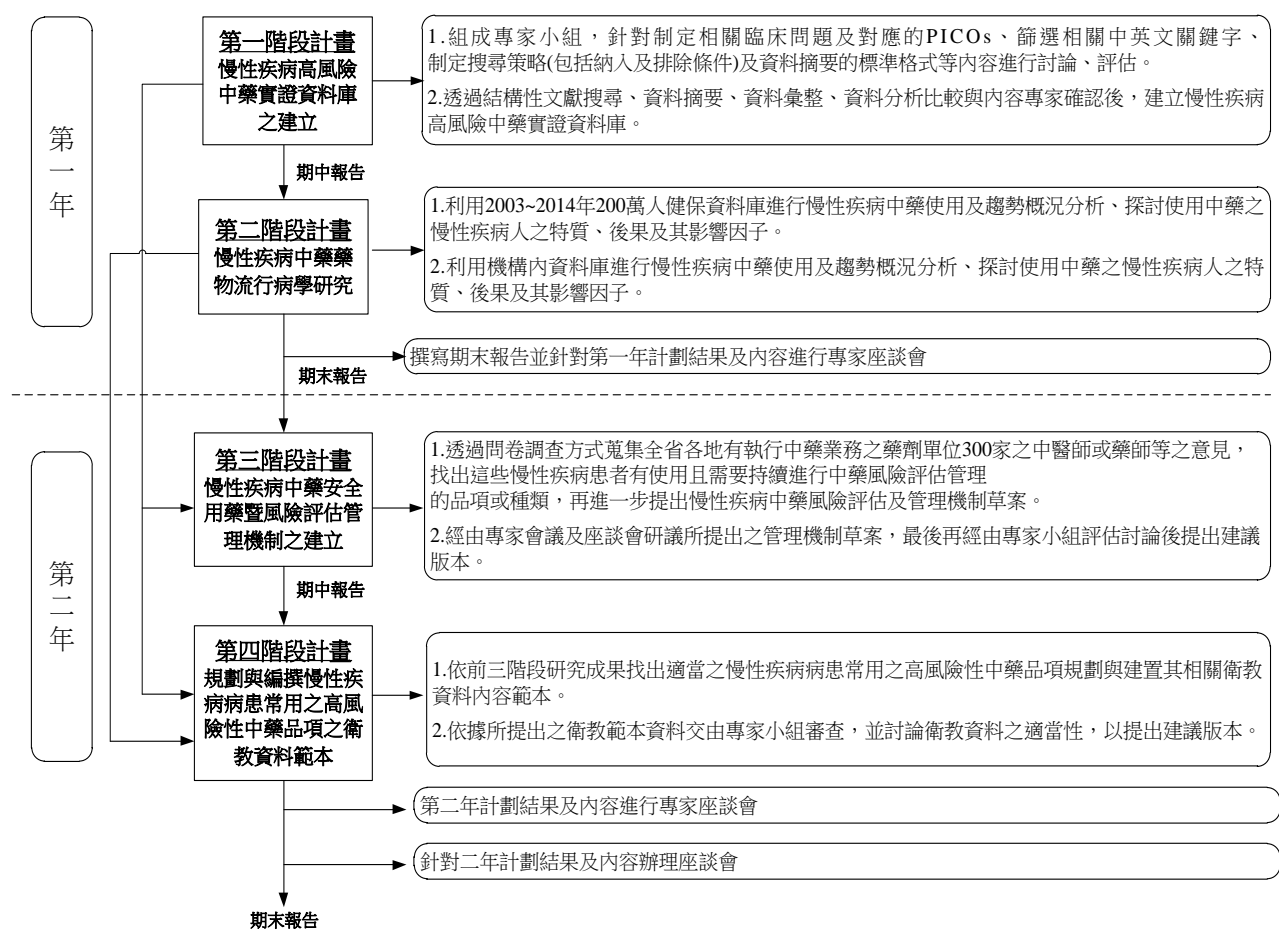 第一年
第一階段計畫
慢性疾病高風險
中藥實證資料庫
之建立
1.組成專家小組，針對制定相關臨床問題及對應的PICOs、篩選相關中英文關鍵字、
制定搜尋策略(包括納入及排除條件)及資料摘要的標準格式等內容進行討論、評估。
2.透過結構性文獻搜尋、資料摘要、資料彙整、資料分析比較與內容專家確認後，建立慢性疾病
高風險中藥實證資料庫。
期中報告
第二階段計畫
慢性疾病中藥藥
物流行病學研究
1.利用2003~2014年200萬人健保資料庫進行慢性疾病中藥使用及趨勢概況分析、探討使用中藥之
慢性疾病人之特質、後果及其影響因子。
2.利用機構內資料庫進行慢性疾病中藥使用及趨勢概況分析、探討使用中藥之慢性疾病人之特
質、後果及其影響因子。
撰寫期末報告並針對第一年計劃結果及內容進行專家座談會
期末報告
第二年
第三階段計畫
慢性疾病中藥安全
用藥暨風險評估管
理機制之建立
1.透過問卷調查方式蒐集全省各地有執行中藥業務之藥劑單位300家之中醫師或藥師等之意見，
找出這些慢性疾病患者有使用且需要持續進行中藥風險評估管理
的品項或種類，再進一步提出慢性疾病中藥風險評估及管理機制草案。
2.經由專家會議及座談會研議所提出之管理機制草案，最後再經由專家小組評估討論後提出建議
版本。
期中報告
第四階段計畫
規劃與編撰慢性疾
病病患常用之高風
險性中藥品項之衛
教資料範本
1.依前三階段研究成果找出適當之慢性疾病病患常用之高風險性中藥品項規劃與建置其相關衛教
資料內容範本。
2.依據所提出之衛教範本資料交由專家小組審查，並討論衛教資料之適當性，以提出建議版本。
第二年計劃結果及內容進行專家座談會
針對二年計劃結果及內容辦理座談會
期末報告